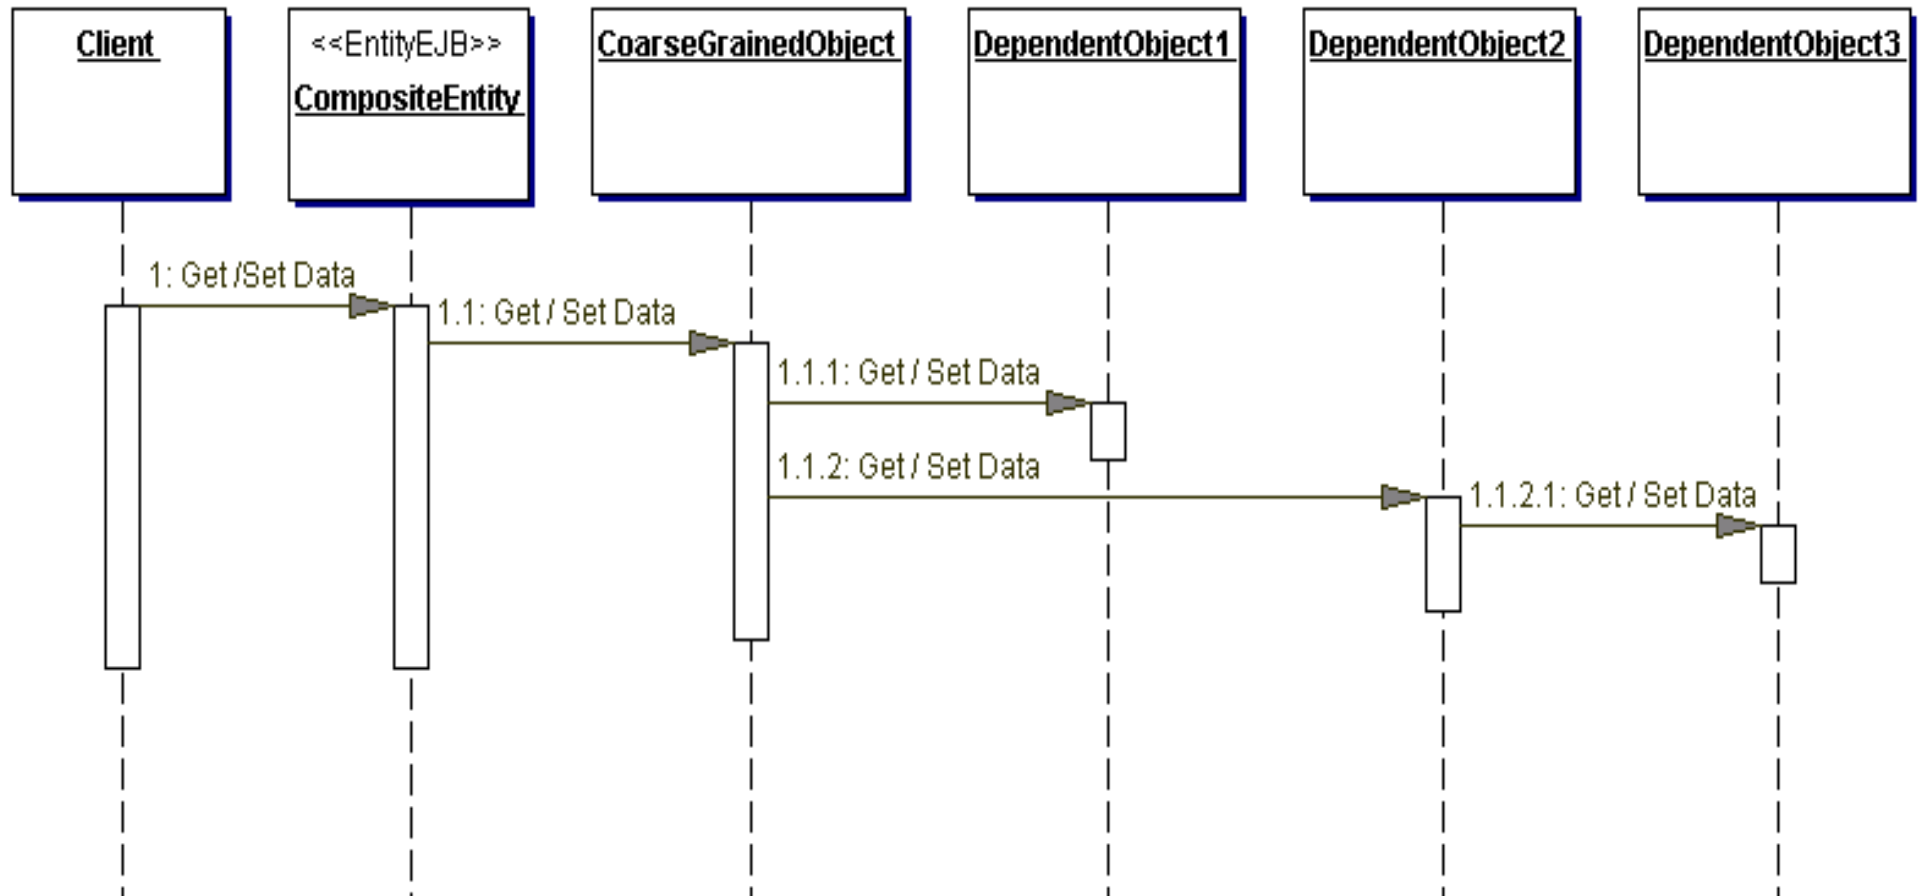 Client
<<EntityEJB>>
CompositeEntity
CoarseGrainedObject
DependentObject1
DependentObject2
DependentObject3
1: Get /Set Data
1.1: Get / Set Data
1.1.1: Get / Set Data
1.1.2: Get / Set Data
1.1.2.1: Get / Set Data